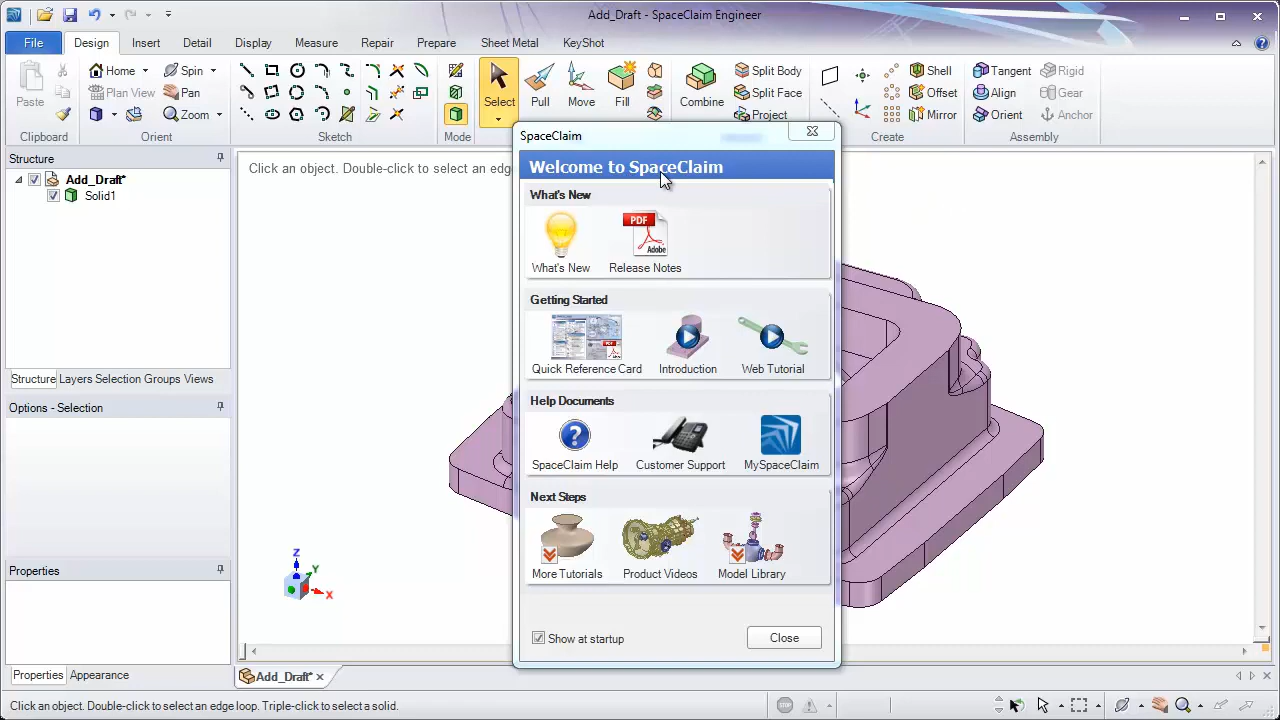 Add_Draft - SpaceClaim Engineer
File Design Insert Detail Display Measure Repair Prepare Sheet Metal KeyShot
Paste
Home Spin
Plan View Pan
Zoom
Select Pull Move Fill
Combine
Split Body
Split Face
Project
Shell
Offset
Mirror
Tangent Rigid
Align Gear
Orient Anchor
Clipboard Orient Sketch Mode Create Assembly
Structure
Add_Draft*
Solid1
Structure Layers Selection Groups Views
Options - Selection
Properties
Properties Appearance
Click an object. Double-click to select an edg
Z
Y
X
SpaceClaim
Welcome to SpaceClaim
What's New
PDF
Adobe
What's New Release Notes
Getting Started
PDF
Quick Reference Card Introduction Web Tutorial
Help Documents
?
SpaceClaim Help Customer Support MySpaceClaim
Next Steps
More Tutorials Product Videos Model Library
Show at startup Close
Add_Draft*
Click an object. Double-click to select an edge loop. Triple-click to select a solid.